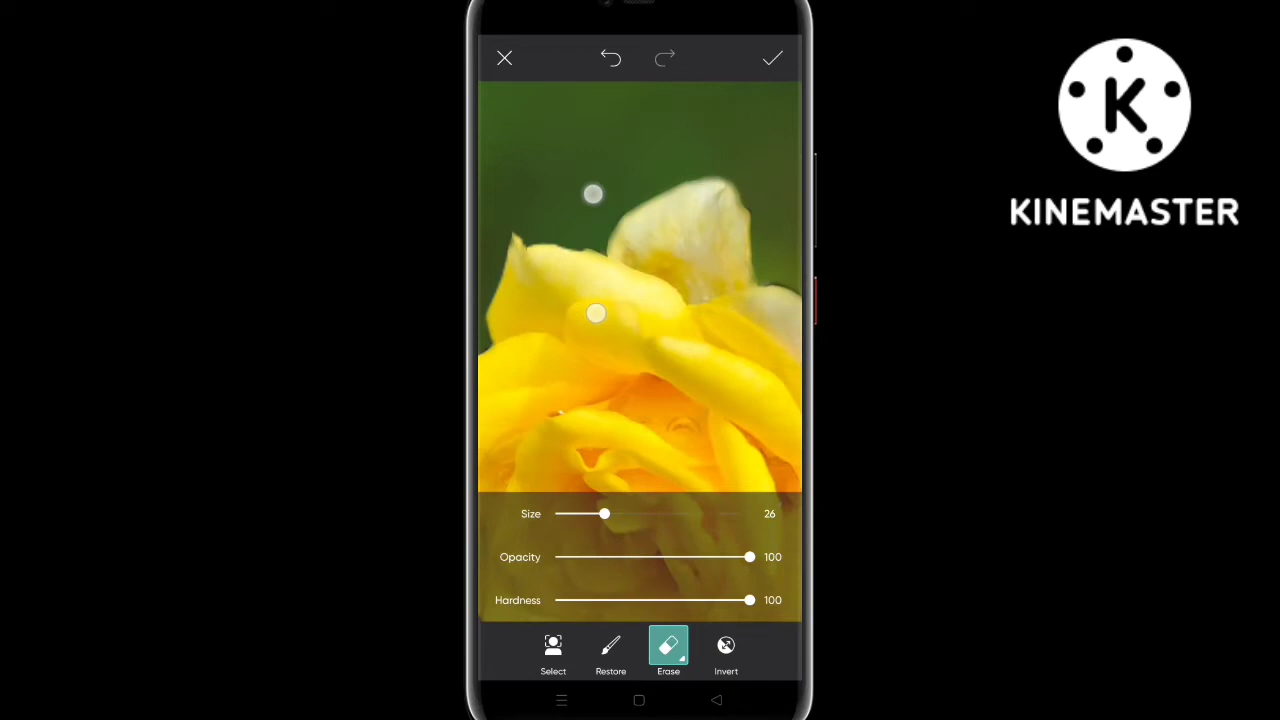 KINEMASTER
Size 26
Opacity 100
Hardness 100
Select Restore Erase Invert